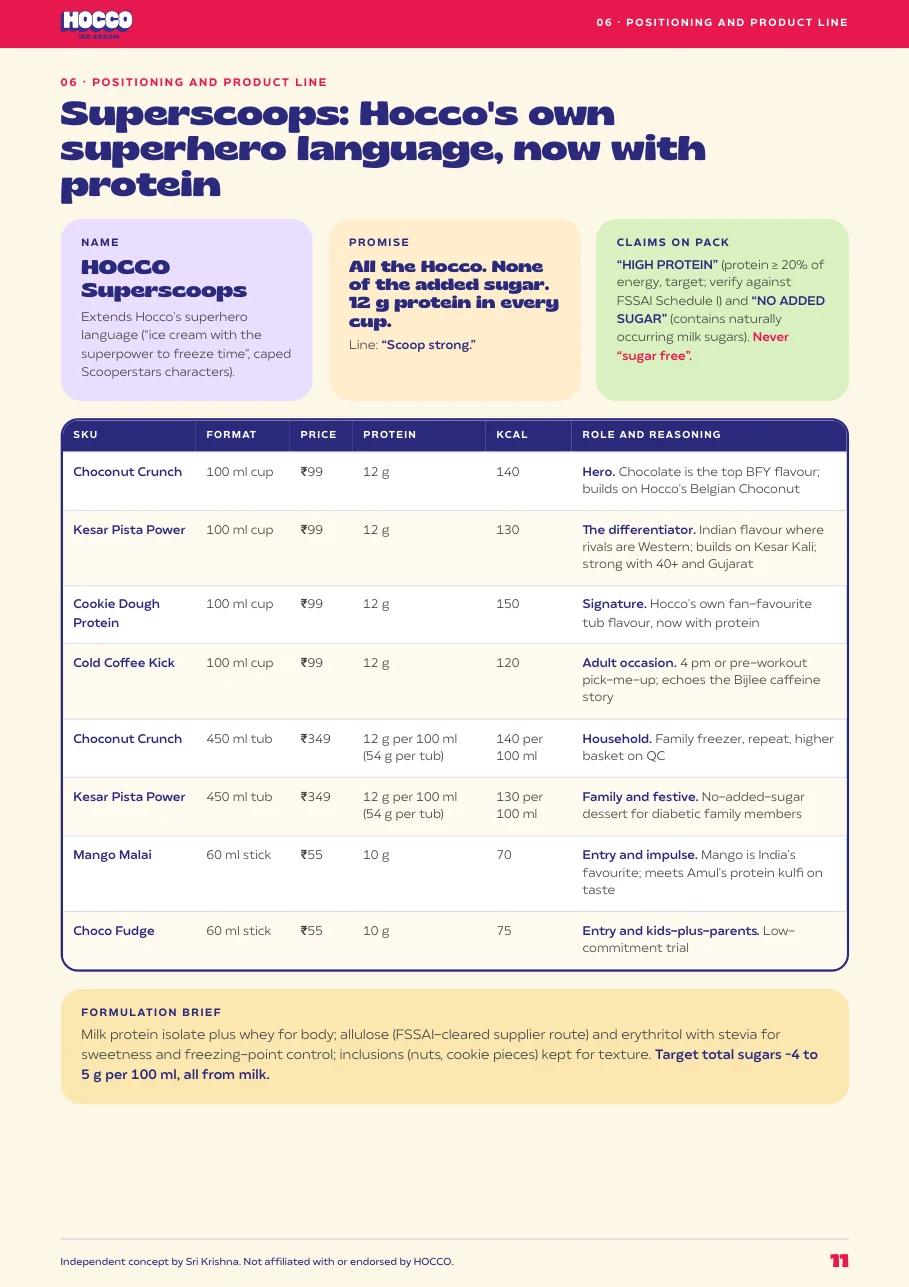 HOCCO
ICE CREAM
06 · POSITIONING AND PRODUCT LINE
06 · POSITIONING AND PRODUCT LINE
Superscoops: Hocco's own
superhero language, now with
protein
NAME
HOCCO
Superscoops
Extends Hocco's superhero
language ("ice cream with the
superpower to freeze time", caped
Scooperstars characters).
PROMISE
All the Hocco. None
of the added sugar.
12 g protein in every
cup.
Line: “Scoop strong.”
CLAIMS ON PACK
“HIGH PROTEIN” (protein ≥ 20% of
energy, target; verify against
FSSAI Schedule I) and “NO ADDED
SUGAR” (contains naturally
occurring milk sugars). Never
“sugar free”.
SKU FORMAT PRICE PROTEIN KCAL ROLE AND REASONING
Choconut Crunch 100 ml cup ₹99 12 g 140 Hero. Chocolate is the top BFY flavour;
builds on Hocco's Belgian Choconut
Kesar Pista Power 100 ml cup ₹99 12 g 130 The differentiator. Indian flavour where
rivals are Western; builds on Kesar Kali;
strong with 40+ and Gujarat
Cookie Dough 100 ml cup ₹99 12 g 150 Signature. Hocco's own fan-favourite
Protein tub flavour, now with protein
Cold Coffee Kick 100 ml cup ₹99 12 g 120 Adult occasion. 4 pm or pre-workout
pick-me-up; echoes the Bijlee caffeine
story
Choconut Crunch 450 ml tub ₹349 12 g per 100 ml 140 per Household. Family freezer, repeat, higher
(54 g per tub) 100 ml basket on QC
Kesar Pista Power 450 ml tub ₹349 12 g per 100 ml 130 per Family and festive. No-added-sugar
(54 g per tub) 100 ml dessert for diabetic family members
Mango Malai 60 ml stick ₹55 10 g 70 Entry and impulse. Mango is India's
favourite; meets Amul's protein kulfi on
taste
Choco Fudge 60 ml stick ₹55 10 g 75 Entry and kids-plus-parents. Low-
commitment trial
FORMULATION BRIEF
Milk protein isolate plus whey for body; allulose (FSSAI-cleared supplier route) and erythritol with stevia for
sweetness and freezing-point control; inclusions (nuts, cookie pieces) kept for texture. Target total sugars ~4 to
5 g per 100 ml, all from milk.
Independent concept by Sri Krishna. Not affiliated with or endorsed by HOCCO.
11